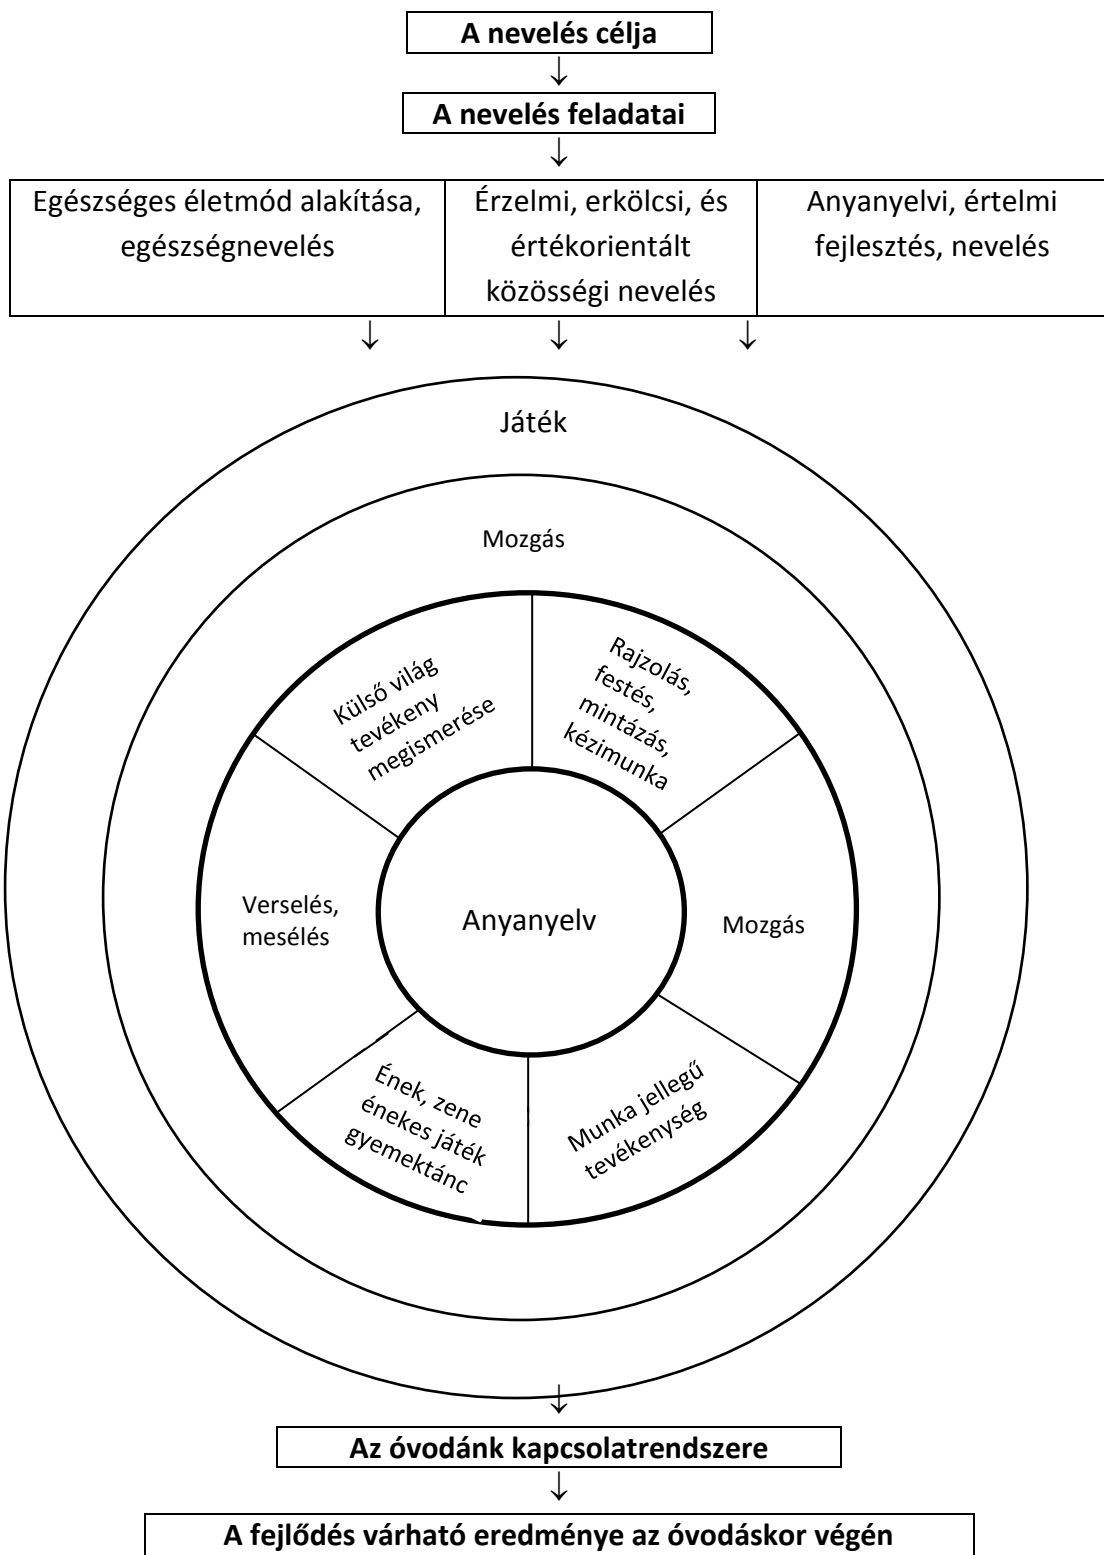 A nevelés célja
↓
A nevelés feladatai
↓
Egészséges életmód alakítása,
egészségnevelés
Érzelmi, erkölcsi, és
értékorientált
közösségi nevelés
Anyanyelvi, értelmi
fejlesztés, nevelés
↓ ↓ ↓
Játék
Mozgás
Külső világ
tevékeny
megismerése
Rajzolás,
festés,
mintázás,
kézimunka
Verselés,
mesélés
Anyanyelv
Mozgás
Ének, zene
énekes játék
gyemektánc
Munka jellegű
tevékenység
↓
Az óvodánk kapcsolatrendszere
↓
A fejlődés várható eredménye az óvodáskor végén